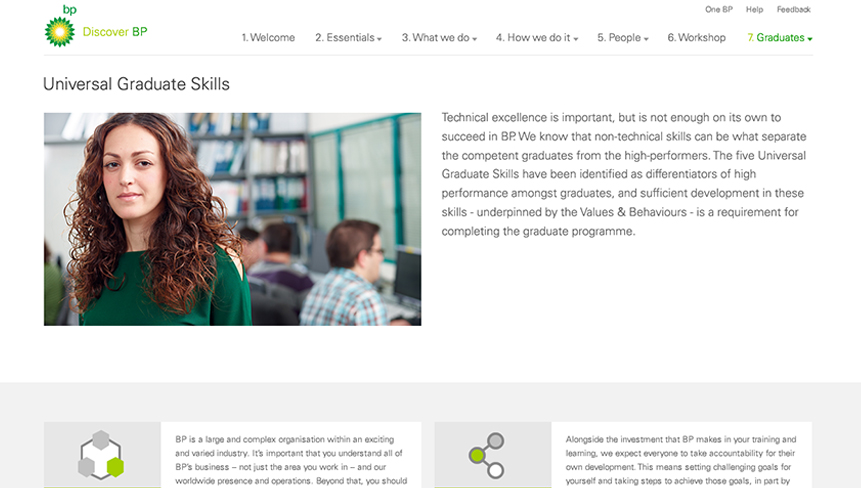 bp
Discover BP
One BP Help Feedback
1. Welcome 2. Essentials 3. What we do 4. How we do it 5. People 6. Workshop 7. Graduates
Universal Graduate Skills
Technical excellence is important, but is not enough on its own to
succeed in BP. We know that non-technical skills can be what separate
the competent graduates from the high-performers. The five Universal
Graduate Skills have been identified as differentiators of high
performance amongst graduates, and sufficient development in these
skills - underpinned by the Values & Behaviours - is a requirement for
completing the graduate programme.
BP is a large and complex organisation within an exciting
and varied industry. It's important that you understand all of
BP's business – not just the area you work in – and our
worldwide presence and operations. Beyond that, you should
Alongside the investment that BP makes in your training and
learning, we expect everyone to take accountability for their
own development. This means setting challenging goals for
yourself and taking steps to achieve those goals, in part by